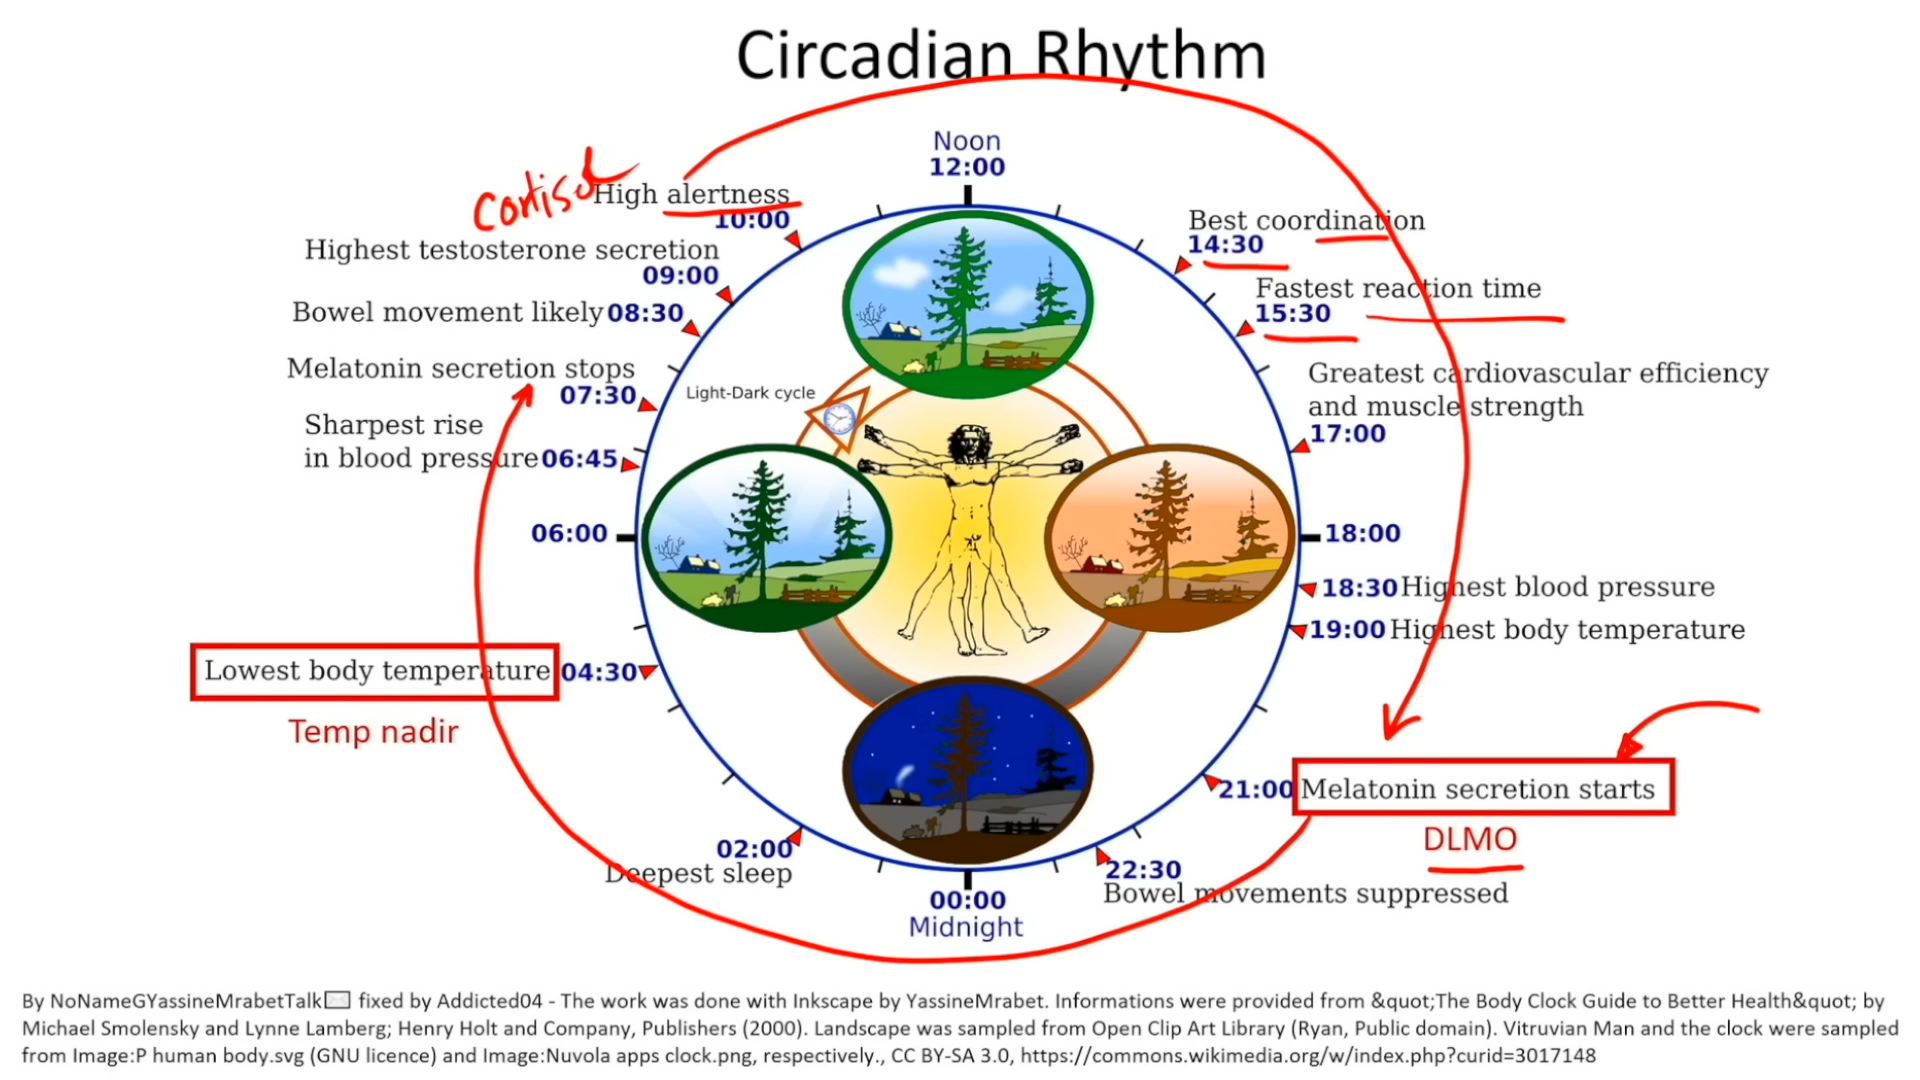 Circadian Rhythm
Noon
12:00
Cortisol
High alertness
10:00
Highest testosterone secretion
09:00
Bowel movement likely 08:30
Melatonin secretion stops
07:30
Sharpest rise
in blood pressure 06:45
06:00
Lowest body temperature 04:30
Temp nadir
02:00
Deepest sleep
00:00
Midnight
Light-Dark cycle
Best coordination
14:30
Fastest reaction time
15:30
Greatest cardiovascular efficiency
and muscle strength
17:00
18:00
18:30 Highest blood pressure
19:00 Highest body temperature
21:00 Melatonin secretion starts
DLMO
22:30
Bowel movements suppressed
By NoNameGYassineMrabetTalk✉ fixed by Addicted04 - The work was done with Inkscape by YassineMrabet. Informations were provided from &quot;The Body Clock Guide to Better Health&quot; by
Michael Smolensky and Lynne Lamberg; Henry Holt and Company, Publishers (2000). Landscape was sampled from Open Clip Art Library (Ryan, Public domain). Vitruvian Man and the clock were sampled
from Image:P human body.svg (GNU licence) and Image:Nuvola apps clock.png, respectively., CC BY-SA 3.0, https://commons.wikimedia.org/w/index.php?curid=3017148